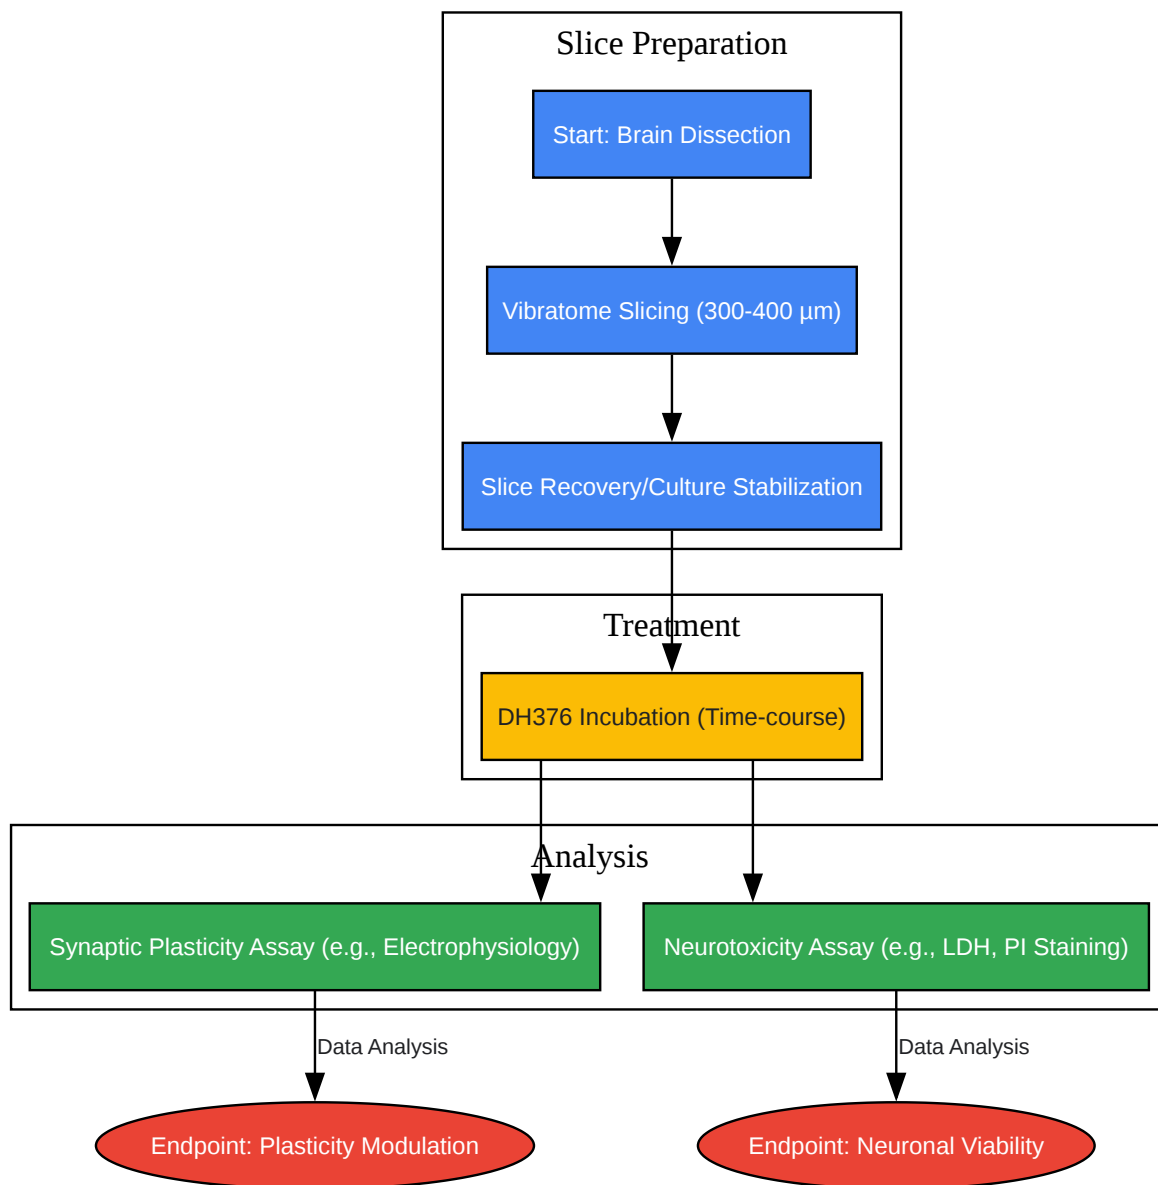 Slice Preparation
Start: Brain Dissection
Vibratome Slicing (300-400 µm)
Slice Recovery/Culture Stabilization
Treatment
DH376 Incubation (Time-course)
Analysis
Synaptic Plasticity Assay (e.g., Electrophysiology)
Neurotoxicity Assay (e.g., LDH, PI Staining)
Data Analysis
Data Analysis
Endpoint: Plasticity Modulation
Endpoint: Neuronal Viability